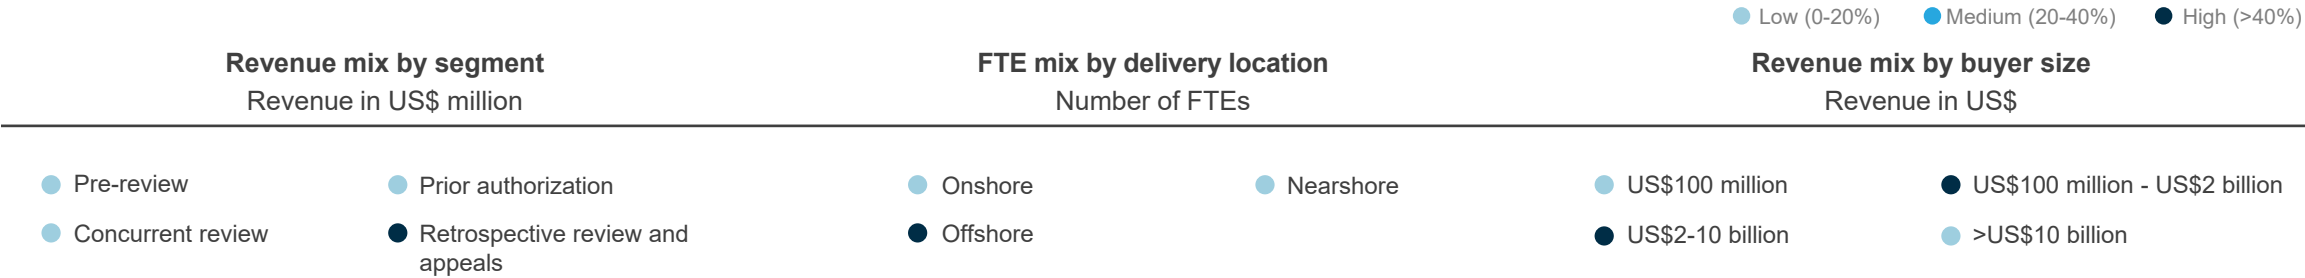 Low (0-20%) Medium (20-40%) High (>40%)
Revenue mix by segment
Revenue in US$ million
FTE mix by delivery location
Number of FTEs
Revenue mix by buyer size
Revenue in US$
Pre-review
Prior authorization
Concurrent review
Retrospective review and
appeals
Onshore
Nearshore
Offshore
US$100 million
US$100 million - US$2 billion
US$2-10 billion
>US$10 billion